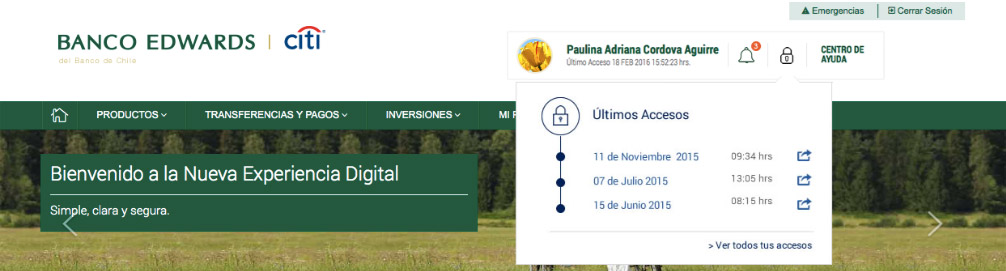 Emergencias
Cerrar Sesión
BANCO EDWARDS | citi
del Banco de Chile
Paulina Adriana Cordova Aguirre
Último Acceso 18 FEB 2016 15:52:23 hrs.
3
CENTRO DE
AYUDA
PRODUCTOS
TRANSFERENCIAS Y PAGOS
INVERSIONES
Últimos Accesos
11 de Noviembre 2015 09:34 hrs
07 de Julio 2015 13:05 hrs
15 de Junio 2015 08:15 hrs
> Ver todos tus accesos
Bienvenido a la Nueva Experiencia Digital
Simple, clara y segura.